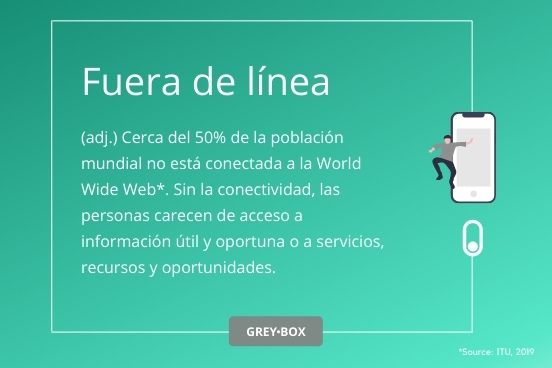 Fuera de línea
(adj.) Cerca del 50% de la población
mundial no está conectada a la World
Wide Web*. Sin la conectividad, las
personas carecen de acceso a
información útil y oportuna o a servicios,
recursos y oportunidades.
GREY•BOX
*Source: ITU, 2019